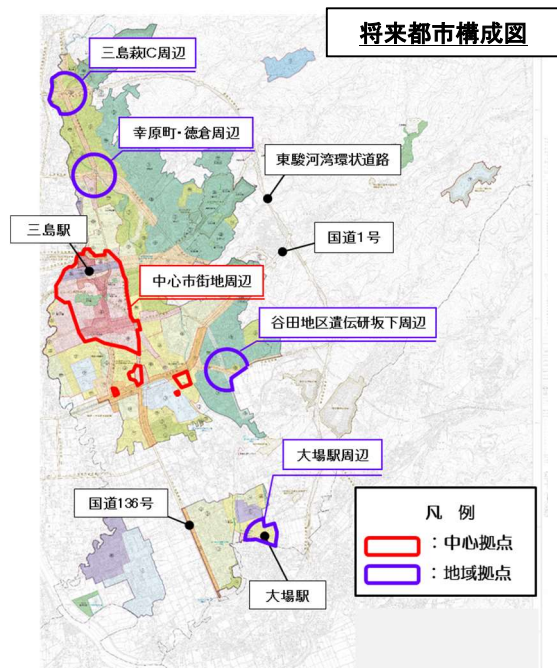 将来都市構成図
三島萩IC周辺
幸原町・徳倉周辺
東駿河湾環状道路
三島駅
国道1号
中心市街地周辺
谷田地区遺伝研坂下周辺
大場駅周辺
国道136号
大場駅
凡 例
：中心拠点
：地域拠点